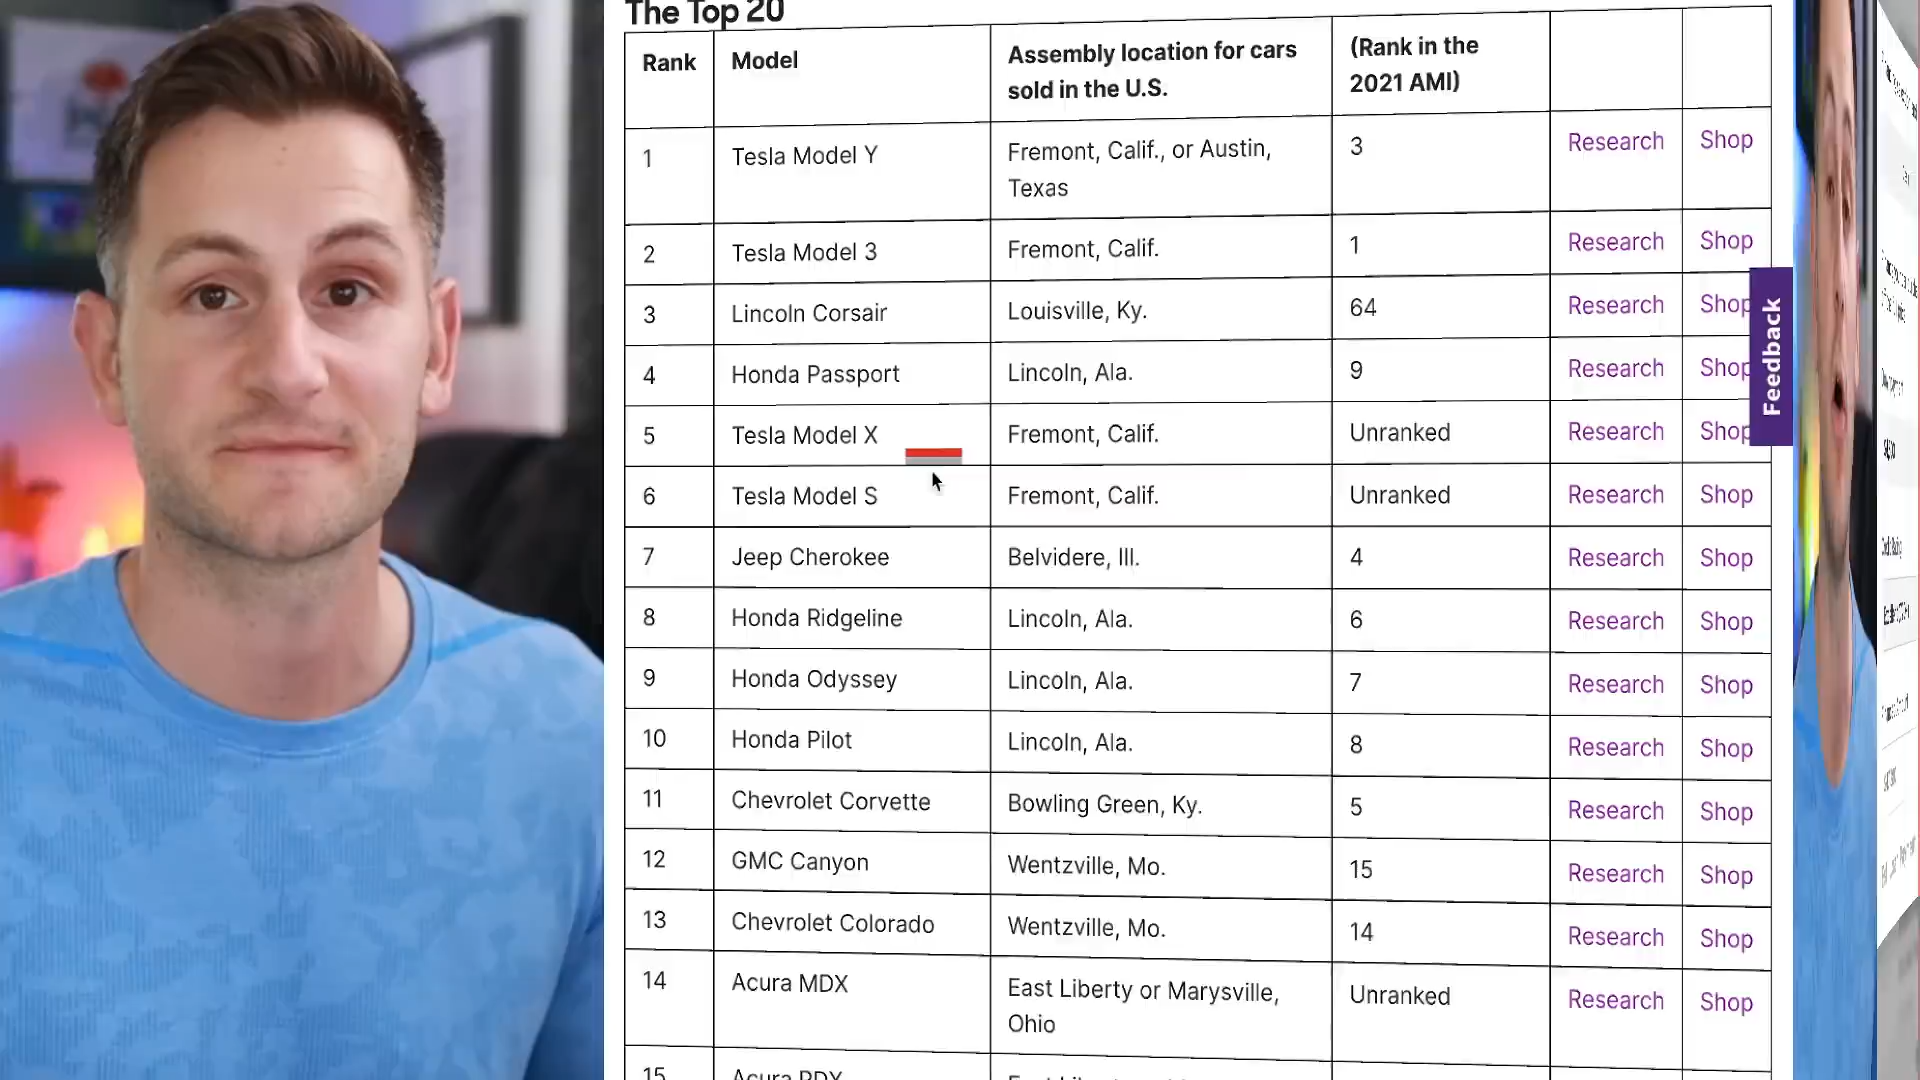 The Top 20
Rank Model Assembly location for cars sold in the U.S. (Rank in the 2021 AMI)
1 Tesla Model Y Fremont, Calif., or Austin, Texas 3 Research Shop
2 Tesla Model 3 Fremont, Calif. 1 Research Shop
3 Lincoln Corsair Louisville, Ky. 64 Research Shop
4 Honda Passport Lincoln, Ala. 9 Research Shop
5 Tesla Model X Fremont, Calif. Unranked Research Shop
6 Tesla Model S Fremont, Calif. Unranked Research Shop
7 Jeep Cherokee Belvidere, Ill. 4 Research Shop
8 Honda Ridgeline Lincoln, Ala. 6 Research Shop
9 Honda Odyssey Lincoln, Ala. 7 Research Shop
10 Honda Pilot Lincoln, Ala. 8 Research Shop
11 Chevrolet Corvette Bowling Green, Ky. 5 Research Shop
12 GMC Canyon Wentzville, Mo. 15 Research Shop
13 Chevrolet Colorado Wentzville, Mo. 14 Research Shop
14 Acura MDX East Liberty or Marysville, Ohio Unranked Research Shop
15 Acura RDX
Feedback